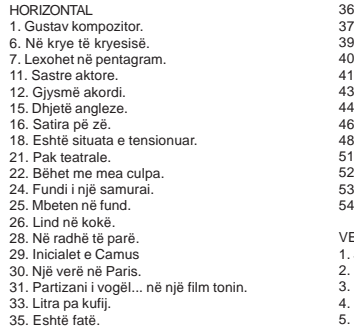 HORIZONTAL
1. Gustav kompozitor.
6. Në krye të kryesisë.
7. Lexohet në pentagram.
11. Sastre aktore.
12. Gjysmë akordi.
15. Dhjetë angleze.
16. Satira pë zë.
18. Eshtë situata e tensionuar.
21. Pak teatrale.
22. Bëhet me mea culpa.
24. Fundi i një samurai.
25. Mbeten në fund.
26. Lind në kokë.
28. Në radhë të parë.
29. Inicialet e Camus
30. Një verë në Paris.
31. Partizani i vogël... në një film tonin.
33. Litra pa kufij.
35. Eshtë fatë.
36
37
39
40
41
43
44
46
48
51
52
53
54
VE
1.
2.
3.
4.
5.